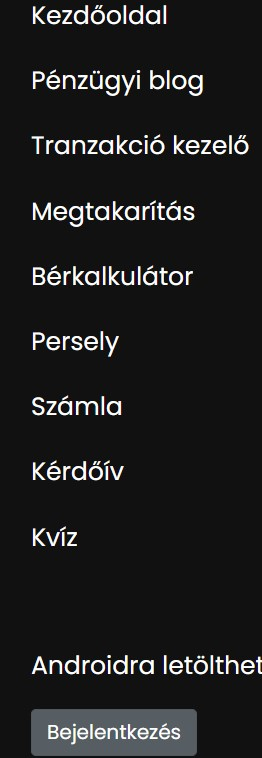 Kezdőoldal
Pénzügyi blog
Tranzakció kezelő
Megtakarítás
Bérkalkulátor
Persely
Számla
Kérdőív
Kvíz
Androidra letölthet
Bejelentkezés